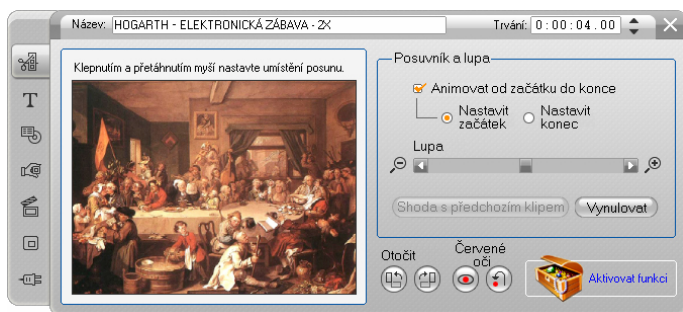 Název: HOGARTH - ELEKTRONICKÁ ZÁBAVA - 2X
Trvání: 0:00:04.00
Klepnutím a přetáhnutím myší nastavte umístění posunu.
Posuvník a lupa
Animovat od začátku do konce
Nastavit začátek
Nastavit konec
Lupa
Shoda s předchozím klipem
Vynulovat
Otočit
Červené oči
Aktivovat funkci